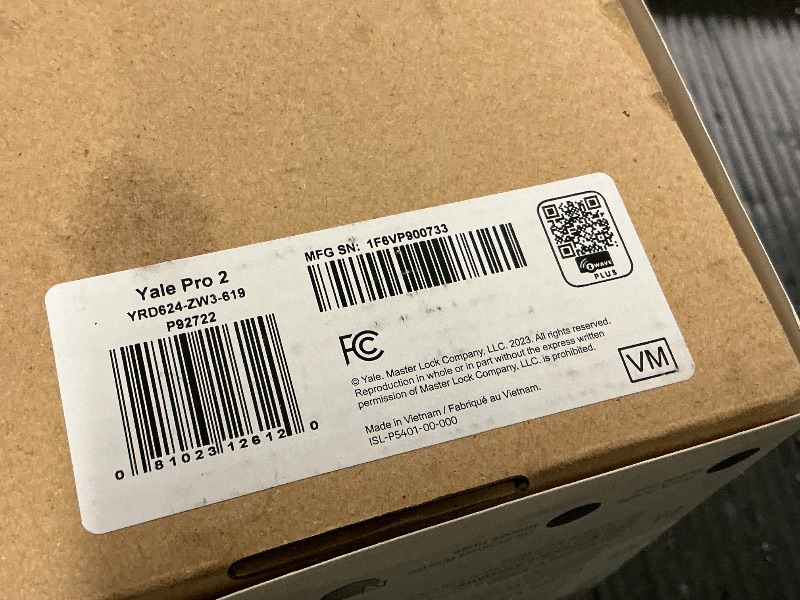 Yale Pro 2
YRD624-ZW3-619
P92722
0 81023 12612 0
MFG SN: 1F6VP900733
Z WAVE
PLUS
FC
© Yale. Master Lock Company, LLC. 2023. All rights reserved.
Reproduction in whole or in part without the express written
permission of Master Lock Company, LLC. is prohibited.
VM
Made in Vietnam / Fabriqué au Vietnam.
ISL-P5401-00-000